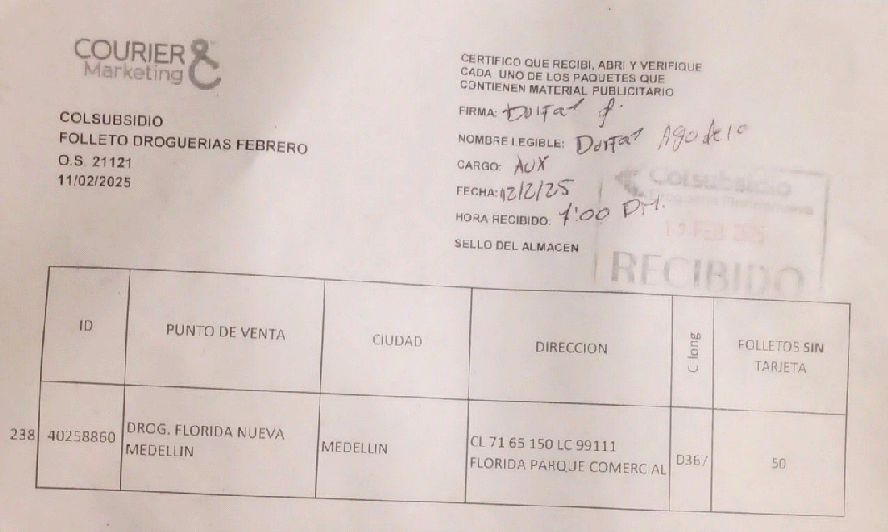 COURIER &
Marketing
COLSUBSIDIO
FOLLETO DROGUERIAS FEBRERO
O.S. 21121
11/02/2025
CERTIFICO QUE RECIBI, ABRI Y VERIFIQUE
CADA UNO DE LOS PAQUETES QUE
CONTIENEN MATERIAL PUBLICITARIO
FIRMA:
NOMBRE LEGIBLE: Agudelo
CARGO: AUX
FECHA: 12/2/25
HORA RECIBIDO: 1:00 PM.
SELLO DEL ALMACEN
Colsubsidio
FEB
RECIBIDO
ID PUNTO DE VENTA CIUDAD DIRECCION C long FOLLETOS SIN
TARJETA
238 40258860 DROG. FLORIDA NUEVA
MEDELLIN
MEDELLIN
CL 71 65 150 LC 99111
FLORIDA PARQUE COMERCIAL
D367
50